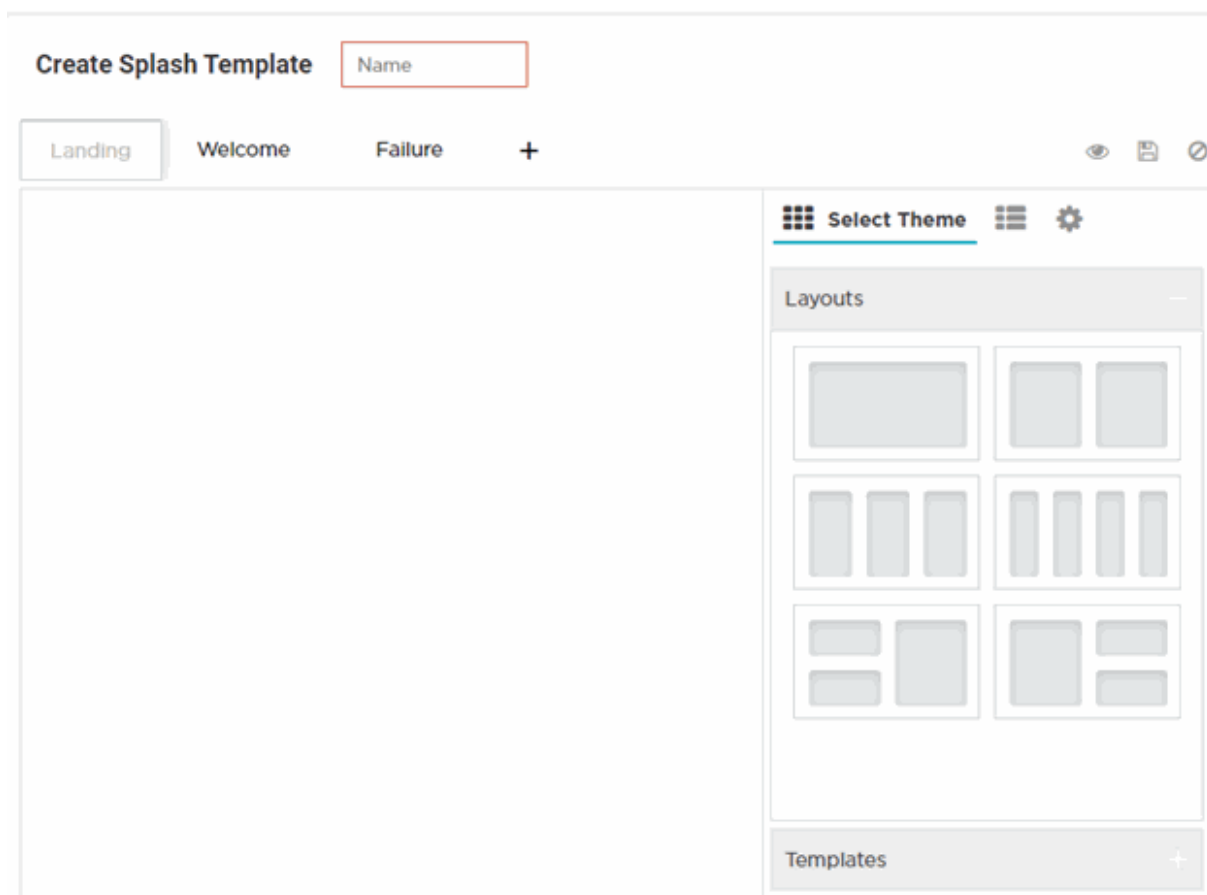 Create Splash Template Name
Landing Welcome Failure +
Select Theme
Layouts
Templates